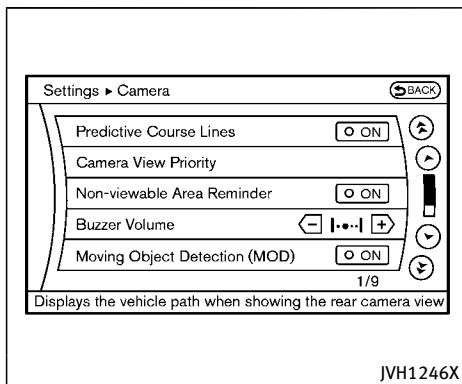 Settings ▸ Camera
BACK
Predictive Course Lines
ON
Camera View Priority
Non-viewable Area Reminder
ON
Buzzer Volume
− +
Moving Object Detection (MOD)
ON
1/9
Displays the vehicle path when showing the rear camera view
JVH1246X